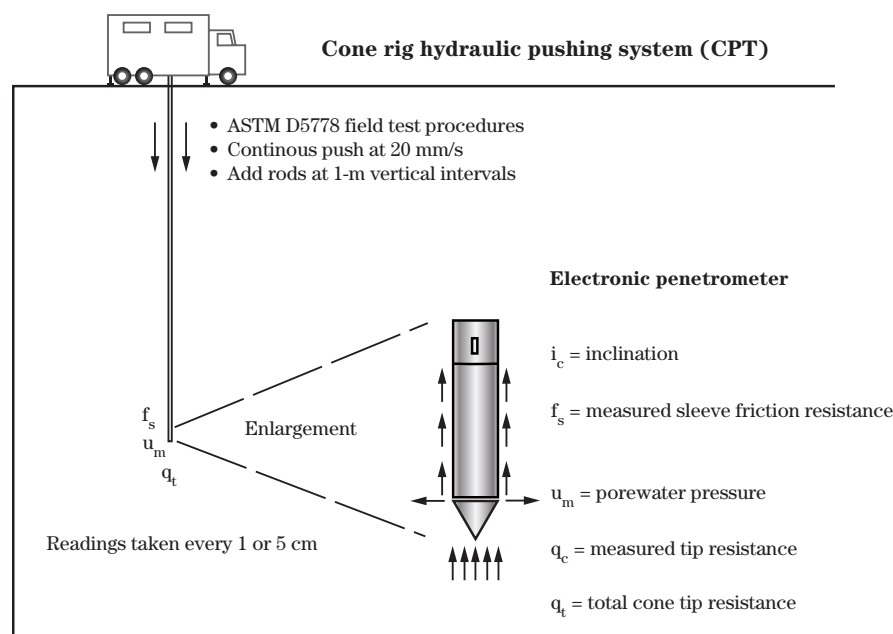 Cone rig hydraulic pushing system (CPT)
• ASTM D5778 field test procedures
• Continous push at 20 mm/s
• Add rods at 1-m vertical intervals
Electronic penetrometer
i_c = inclination
f_s = measured sleeve friction resistance
f_s
Enlargement
u_m
q_t
u_m = porewater pressure
Readings taken every 1 or 5 cm
q_c = measured tip resistance
q_t = total cone tip resistance